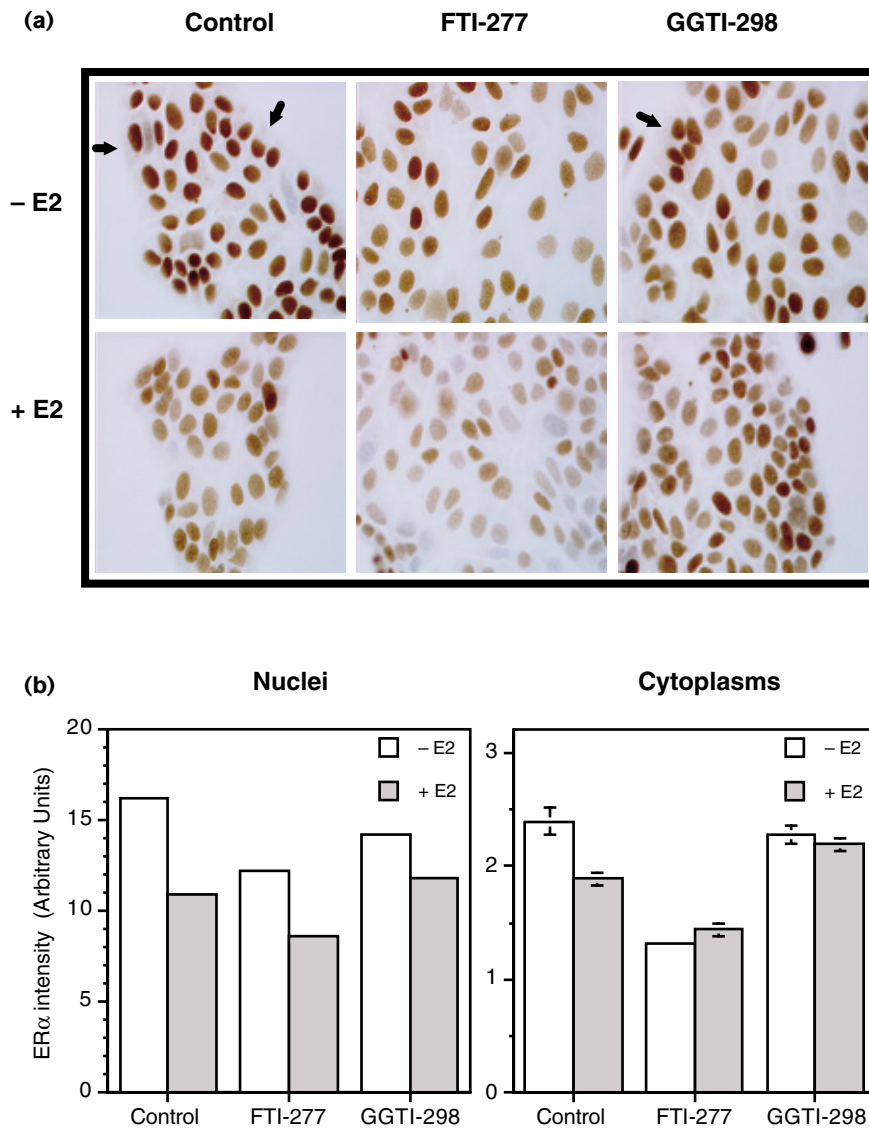 (a)
Control FTI-277 GGTI-298
– E2
+ E2
(b)
Nuclei Cytoplasms
ERα intensity (Arbitrary Units)
20
15
10
5
0
– E2
+ E2
Control FTI-277 GGTI-298
3
2
1
0
– E2
+ E2
Control FTI-277 GGTI-298